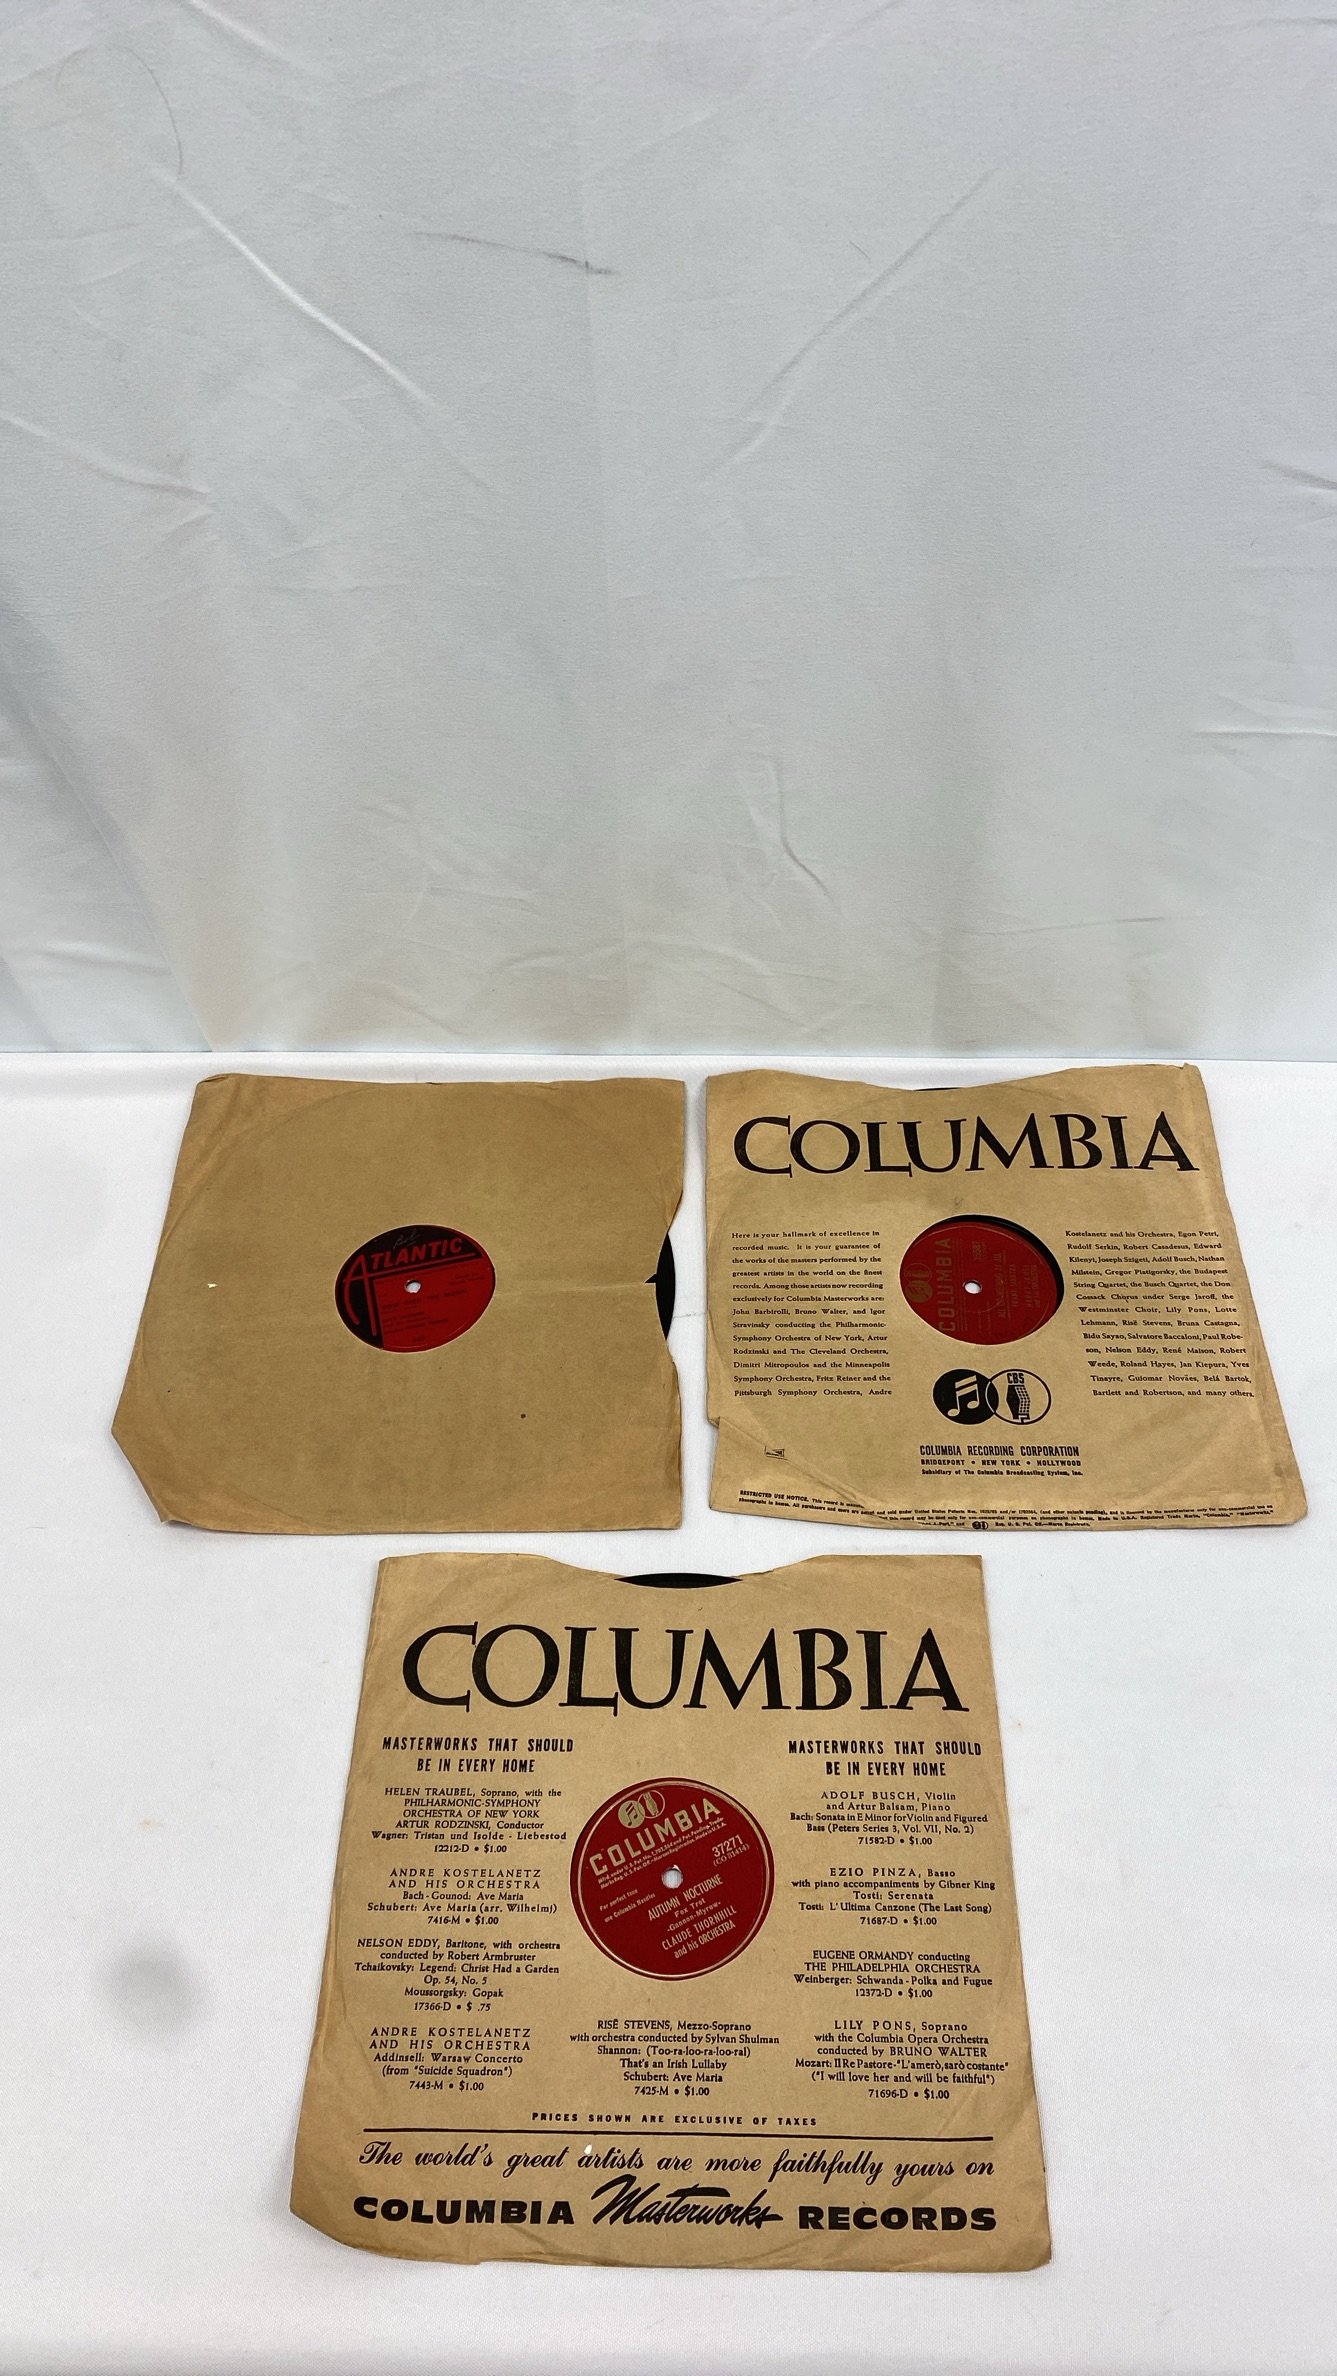 ATLANTIC
COLUMBIA
Here is your hallmark of excellence in
recorded music. It is your guarantee of
the works of the masters performed by the
greatest artists in the world on the finest
records. Among those artists now recording
exclusively for Columbia Masterworks are:
John Barbirolli, Bruno Walter, and Igor
Stravinsky conducting the Philharmonic-
Symphony Orchestra of New York, Artur
Rodzinski and The Cleveland Orchestra,
Dimitri Mitropoulos and the Minneapolis
Symphony Orchestra, Fritz Reiner and the
Pittsburgh Symphony Orchestra, Andre
COLUMBIA
Kostelanetz and his Orchestra, Egon Petri,
Rudolf Serkin, Robert Casadesus, Edward
Kilenyi, Joseph Szigeti, Adolf Busch, Nathan
Milstein, Gregor Piatigorsky, the Budapest
String Quartet, the Busch Quartet, the Don
Cossack Chorus under Serge Jaroff, the
Westminster Choir, Lily Pons, Lotte
Lehmann, Risë Stevens, Bruna Castagna,
Bidu Sayao, Salvatore Baccaloni, Paul Robe-
son, Nelson Eddy, René Maison, Robert
Weede, Roland Hayes, Jan Kiepura, Yves
Tinayre, Guiomar Novães, Belá Bartok,
Bartlett and Robertson, and many others.
CBS
COLUMBIA RECORDING CORPORATION
BRIDGEPORT • NEW YORK • HOLLYWOOD
Subsidiary of The Columbia Broadcasting System, Inc.
RESTRICTED USE NOTICE.
COLUMBIA
MASTERWORKS THAT SHOULD
BE IN EVERY HOME
HELEN TRAUBEL, Soprano, with the
PHILHARMONIC-SYMPHONY
ORCHESTRA OF NEW YORK
ARTUR RODZINSKI, Conductor
Wagner: Tristan und Isolde - Liebestod
12212-D • $1.00
ANDRE KOSTELANETZ
AND HIS ORCHESTRA
Bach - Gounod: Ave Maria
Schubert: Ave Maria (arr. Wilhelmj)
7416-M • $1.00
NELSON EDDY, Baritone, with orchestra
conducted by Robert Armbruster
Tchaikovsky: Legend: Christ Had a Garden
Op. 54, No. 5
Moussorgsky: Gopak
17366-D • $ .75
ANDRE KOSTELANETZ
AND HIS ORCHESTRA
Addinsell: Warsaw Concerto
(from "Suicide Squadron")
7443-M • $1.00
COLUMBIA
37271
(CO 31414)
For perfect tone
use Columbia Needles
AUTUMN NOCTURNE
Fox Trot
-Gannon-Myrow-
CLAUDE THORNHILL
and his ORCHESTRA
RISË STEVENS, Mezzo-Soprano
with orchestra conducted by Sylvan Shulman
Shannon: (Too-ra-loo-ra-loo-ral)
That's an Irish Lullaby
Schubert: Ave Maria
7425-M • $1.00
MASTERWORKS THAT SHOULD
BE IN EVERY HOME
ADOLF BUSCH, Violin
and Artur Balsam, Piano
Bach: Sonata in E Minor for Violin and Figured
Bass (Peters Series 3, Vol. VII, No. 2)
71582-D • $1.00
EZIO PINZA, Basso
with piano accompaniments by Gibner King
Tosti: Serenata
Tosti: L'Ultima Canzone (The Last Song)
71687-D • $1.00
EUGENE ORMANDY conducting
THE PHILADELPHIA ORCHESTRA
Weinberger: Schwanda - Polka and Fugue
12372-D • $1.00
LILY PONS, Soprano
with the Columbia Opera Orchestra
conducted by BRUNO WALTER
Mozart: Il Re Pastore-"L'amerò, sarò costante"
("I will love her and will be faithful")
71696-D • $1.00
PRICES SHOWN ARE EXCLUSIVE OF TAXES
The world's great artists are more faithfully yours on
COLUMBIA Masterworks RECORDS